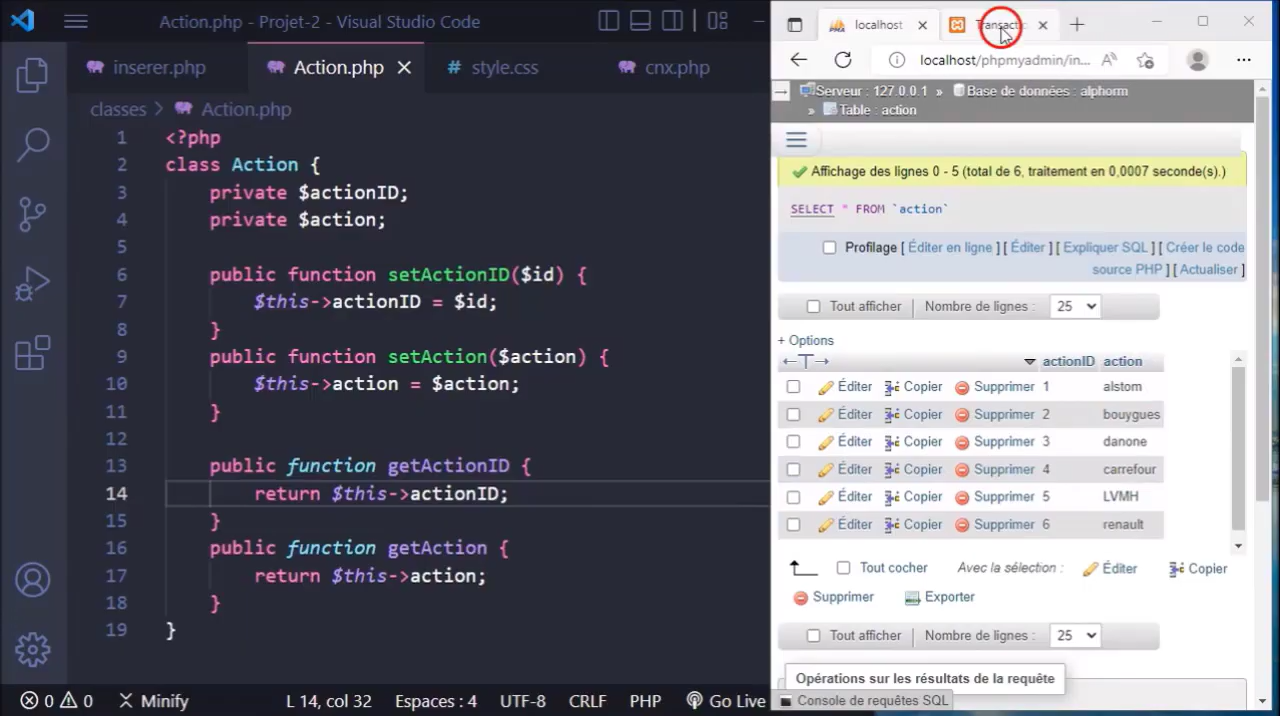 Action.php - Projet-2 - Visual Studio Code
inserer.php
Action.php
style.css
cnx.php
classes > Action.php
1 <?php
2 class Action {
3 private $actionID;
4 private $action;
5
6 public function setActionID($id) {
7 $this->actionID = $id;
8 }
9 public function setAction($action) {
10 $this->action = $action;
11 }
12
13 public function getActionID {
14 return $this->actionID;
15 }
16 public function getAction {
17 return $this->action;
18 }
19 }
0
Minify
L 14, col 32
Espaces : 4
UTF-8
CRLF
PHP
Go Live
localhost
localhost/phpmyadmin/in...
Serveur : 127.0.0.1 » Base de données : alphorm
» Table : action
Affichage des lignes 0 - 5 (total de 6, traitement en 0,0007 seconde(s).)
SELECT * FROM `action`
Profilage [ Éditer en ligne ] [ Éditer ] [ Expliquer SQL ] [ Créer le code
source PHP ] [ Actualiser ]
Tout afficher | Nombre de lignes : 25
+ Options
←T→ actionID action
Éditer Copier Supprimer 1 alstom
Éditer Copier Supprimer 2 bouygues
Éditer Copier Supprimer 3 danone
Éditer Copier Supprimer 4 carrefour
Éditer Copier Supprimer 5 LVMH
Éditer Copier Supprimer 6 renault
Tout cocher Avec la sélection : Éditer Copier
Supprimer Exporter
Tout afficher | Nombre de lignes : 25
Opérations sur les résultats de la requête
Console de requêtes SQL